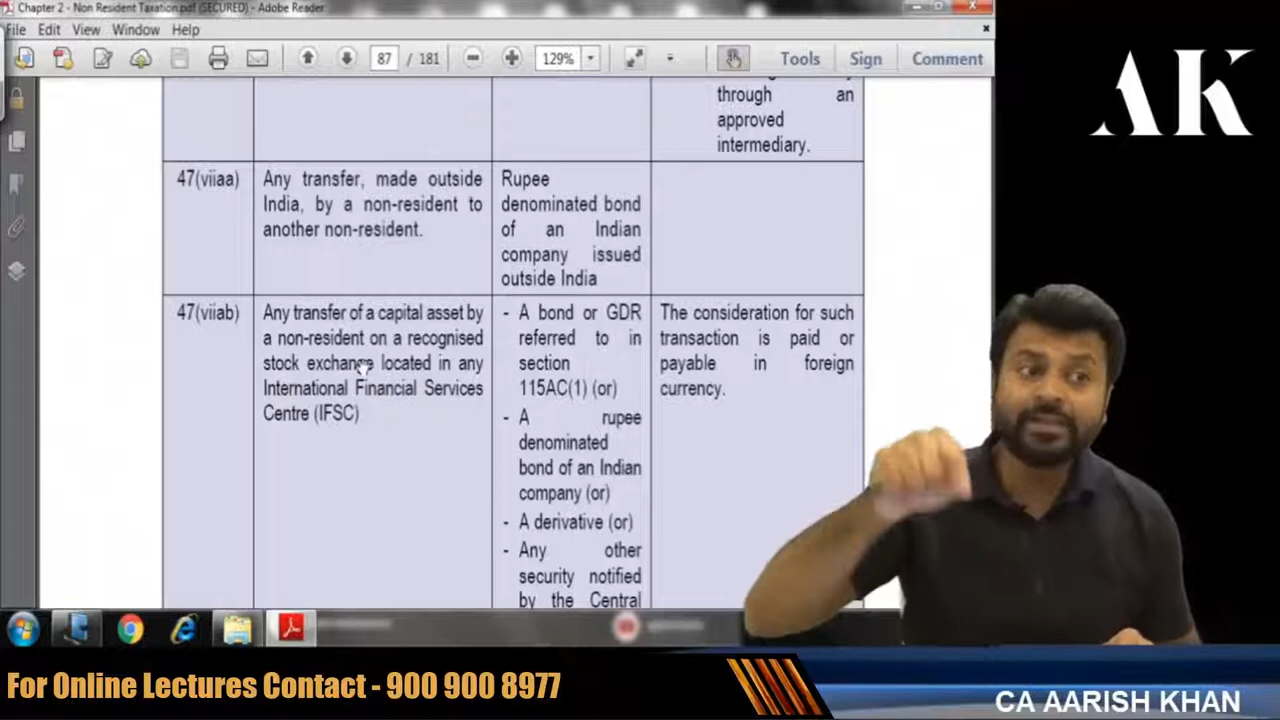 Chapter 2 - Non Resident Taxation.pdf (SECURED) - Adobe Reader
File Edit View Window Help
87 / 181 129% Tools Sign Comment
through an
approved
intermediary.
47(viiaa)
Any transfer, made outside
India, by a non-resident to
another non-resident.
Rupee
denominated bond
of an Indian
company issued
outside India
47(viiab)
Any transfer of a capital asset by
a non-resident on a recognised
stock exchange located in any
International Financial Services
Centre (IFSC)
- A bond or GDR
referred to in
section
115AC(1) (or)
- A rupee
denominated
bond of an Indian
company (or)
- A derivative (or)
- Any other
security notified
by the Central
The consideration for such
transaction is paid or
payable in foreign
currency.
AK
For Online Lectures Contact - 900 900 8977
CA AARISH KHAN